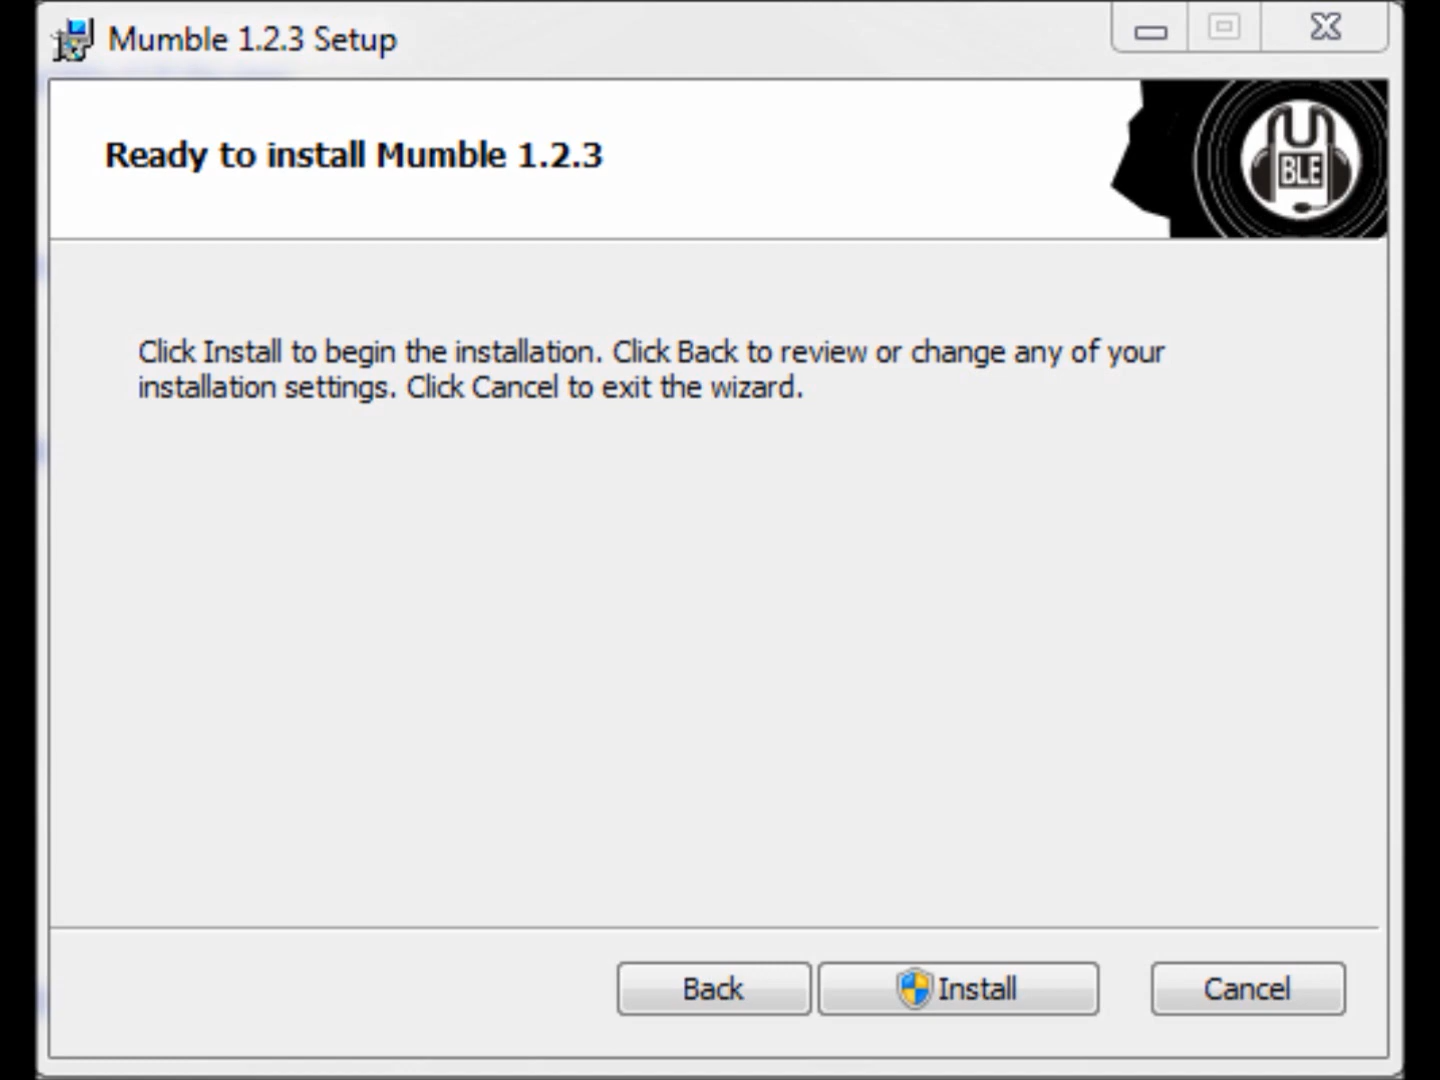 Mumble 1.2.3 Setup
Ready to install Mumble 1.2.3
BLE
Click Install to begin the installation. Click Back to review or change any of your
installation settings. Click Cancel to exit the wizard.
Back
Install
Cancel